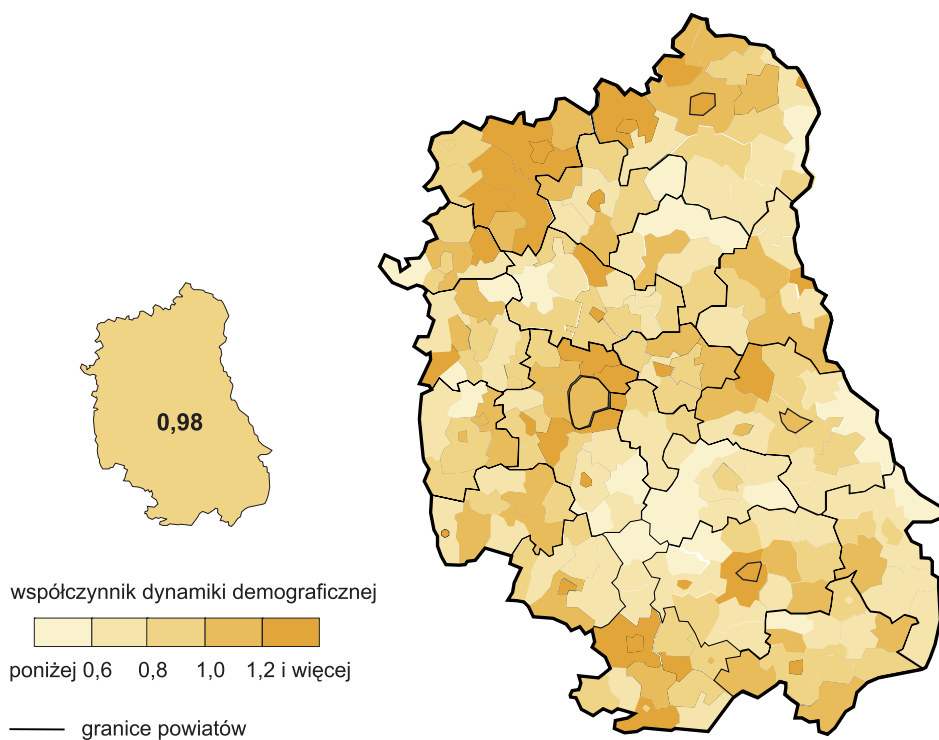 0,98
współczynnik dynamiki demograficznej
poniżej 0,6 0,8 1,0 1,2 i więcej
granice powiatów